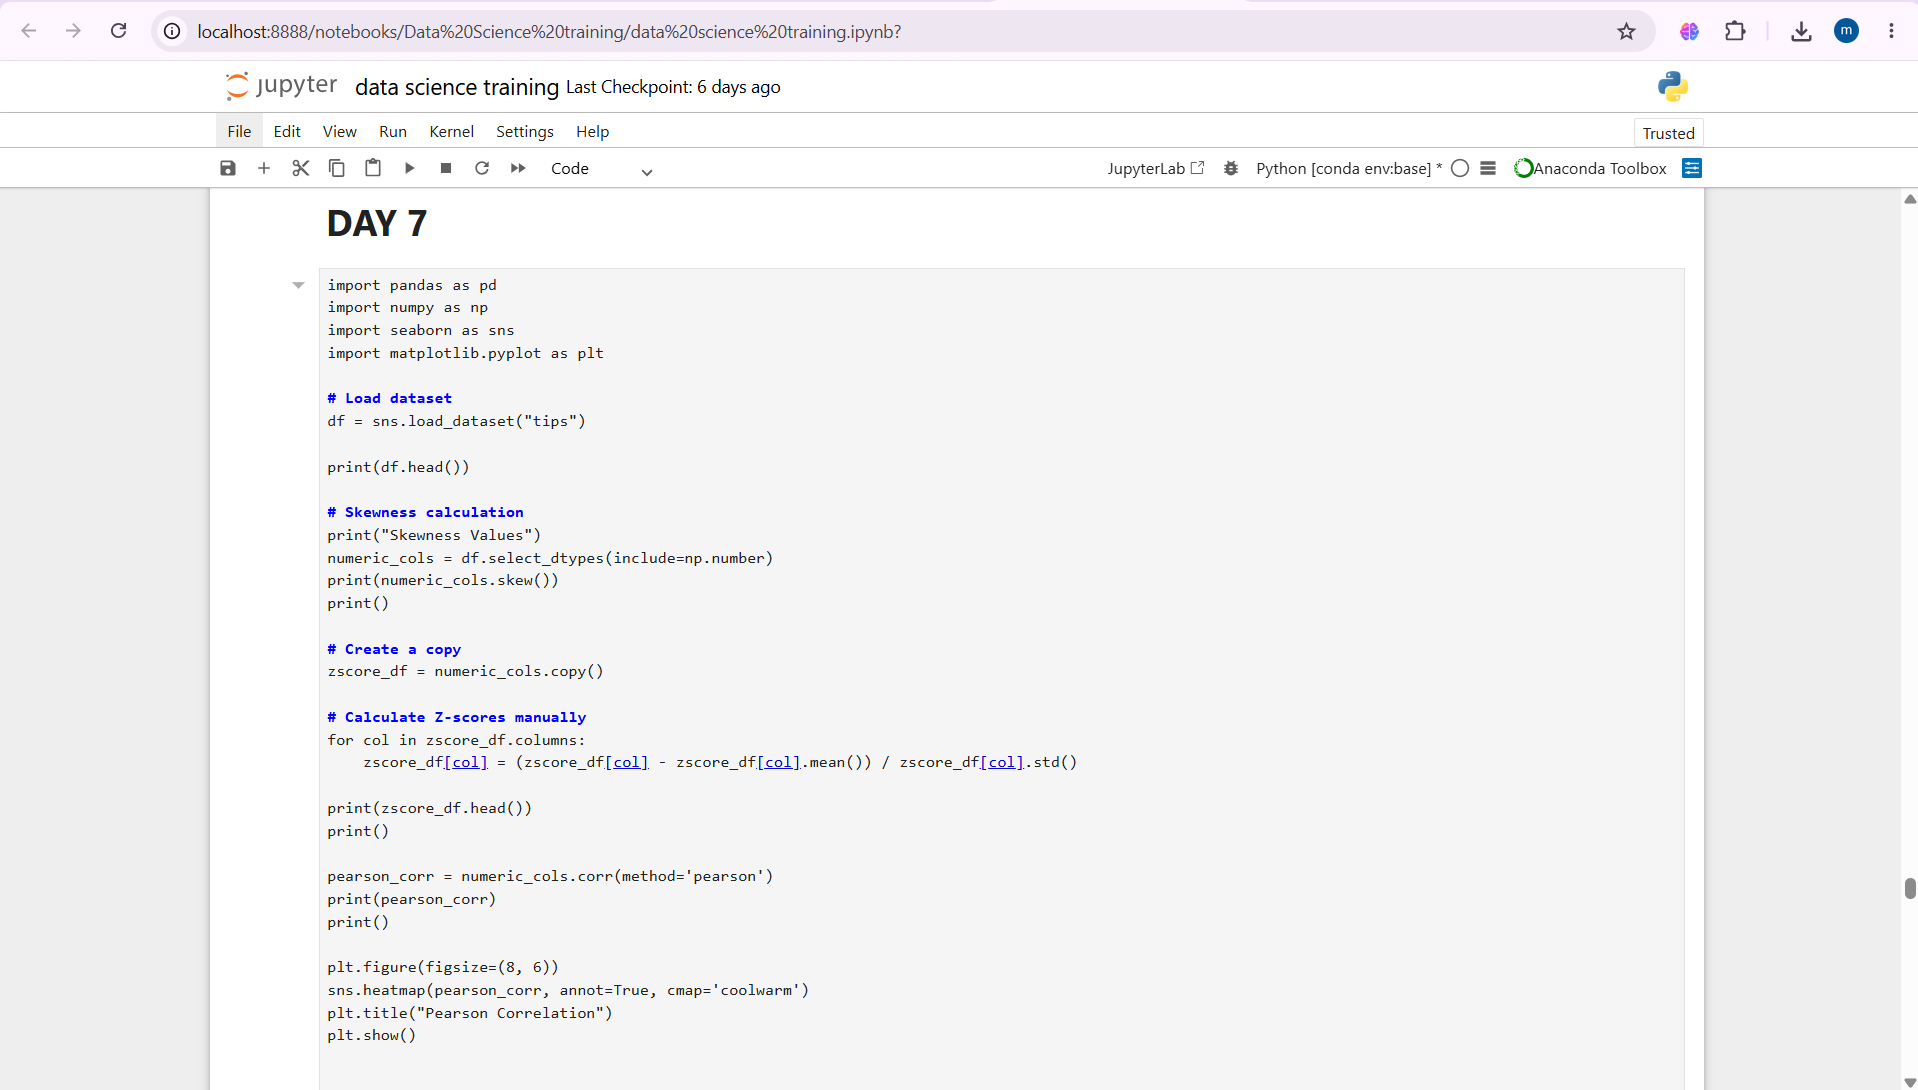 localhost:8888/notebooks/Data%20Science%20training/data%20science%20training.ipynb?
m
jupyter data science training Last Checkpoint: 6 days ago
File Edit View Run Kernel Settings Help
Trusted
Code
JupyterLab Python [conda env:base] * Anaconda Toolbox
DAY 7
import pandas as pd
import numpy as np
import seaborn as sns
import matplotlib.pyplot as plt
# Load dataset
df = sns.load_dataset("tips")
print(df.head())
# Skewness calculation
print("Skewness Values")
numeric_cols = df.select_dtypes(include=np.number)
print(numeric_cols.skew())
print()
# Create a copy
zscore_df = numeric_cols.copy()
# Calculate Z-scores manually
for col in zscore_df.columns:
    zscore_df[col] = (zscore_df[col] - zscore_df[col].mean()) / zscore_df[col].std()
print(zscore_df.head())
print()
pearson_corr = numeric_cols.corr(method='pearson')
print(pearson_corr)
print()
plt.figure(figsize=(8, 6))
sns.heatmap(pearson_corr, annot=True, cmap='coolwarm')
plt.title("Pearson Correlation")
plt.show()